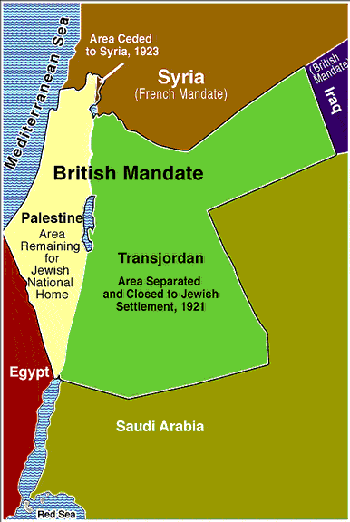 Mediterranean Sea
Area Ceded
to Syria, 1923
Syria
(French Mandate)
(British
Mandate)
Iraq
British Mandate
Palestine
Area
Remaining
for
Jewish
National
Home
Transjordan
Area Separated
and Closed to Jewish
Settlement, 1921
Egypt
Saudi Arabia
Red Sea